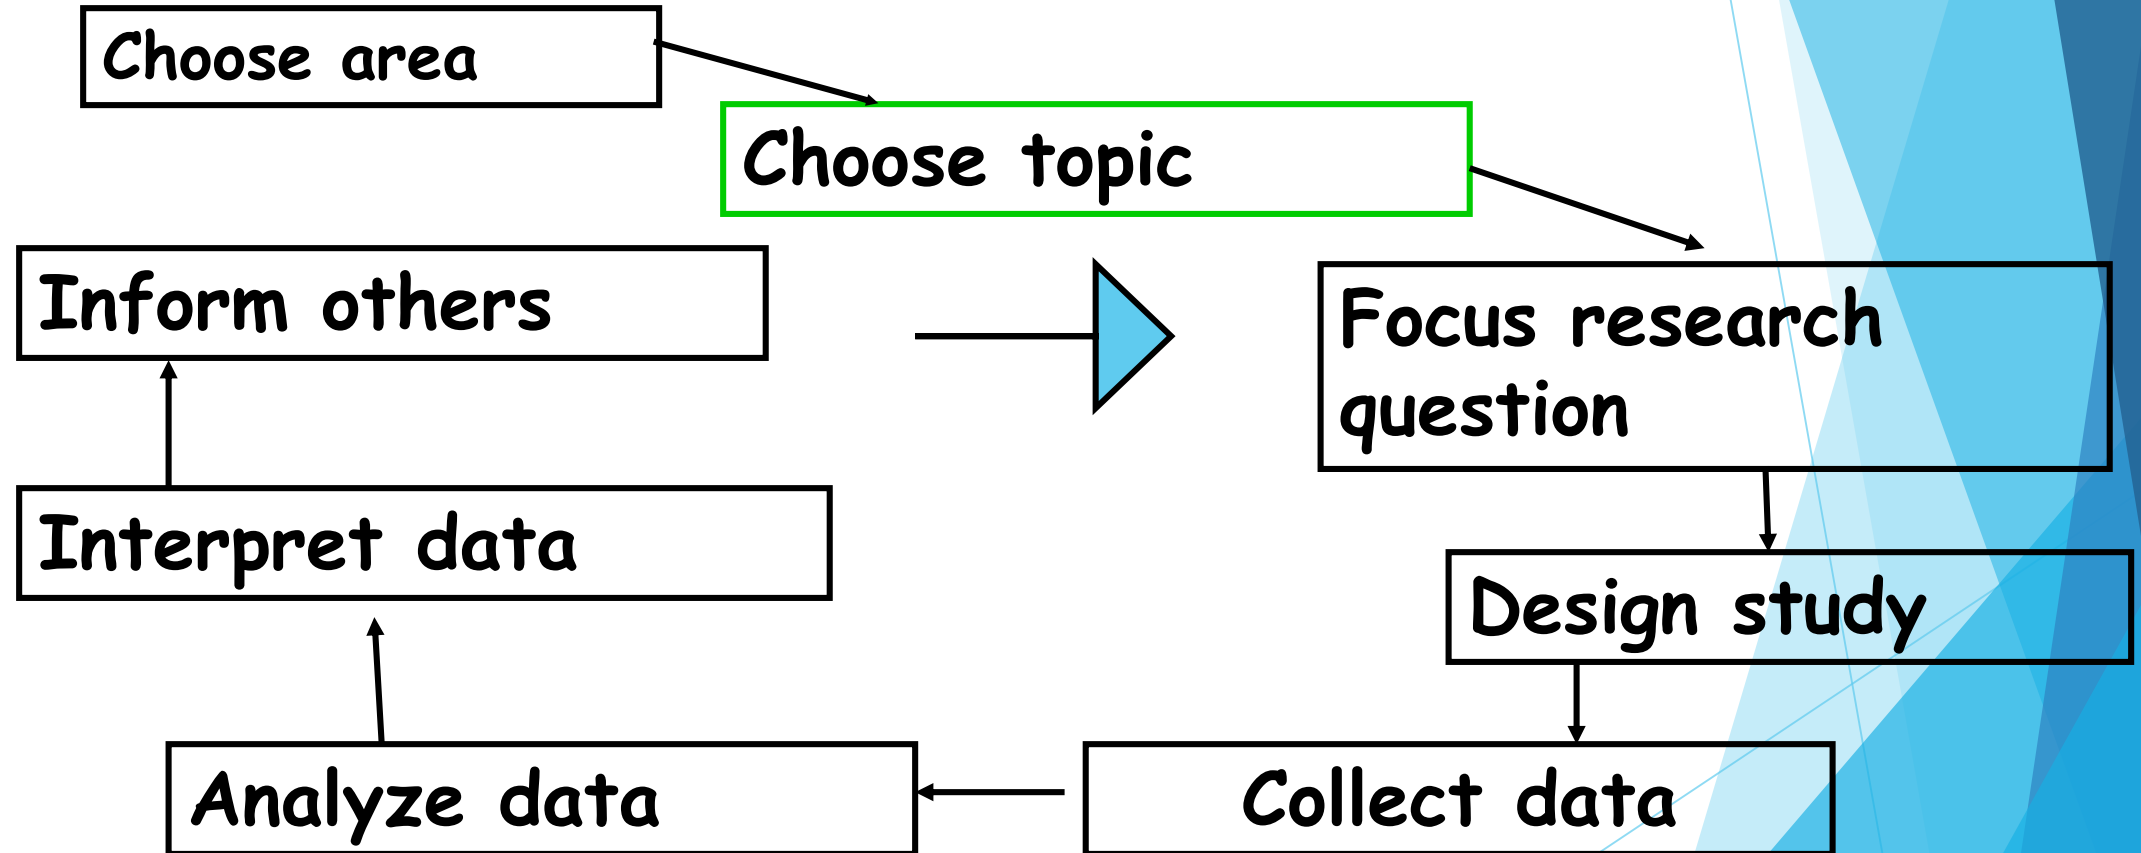 Choose area
Choose topic
Inform others
Focus research
question
Interpret data
Design study
Analyze data
Collect data